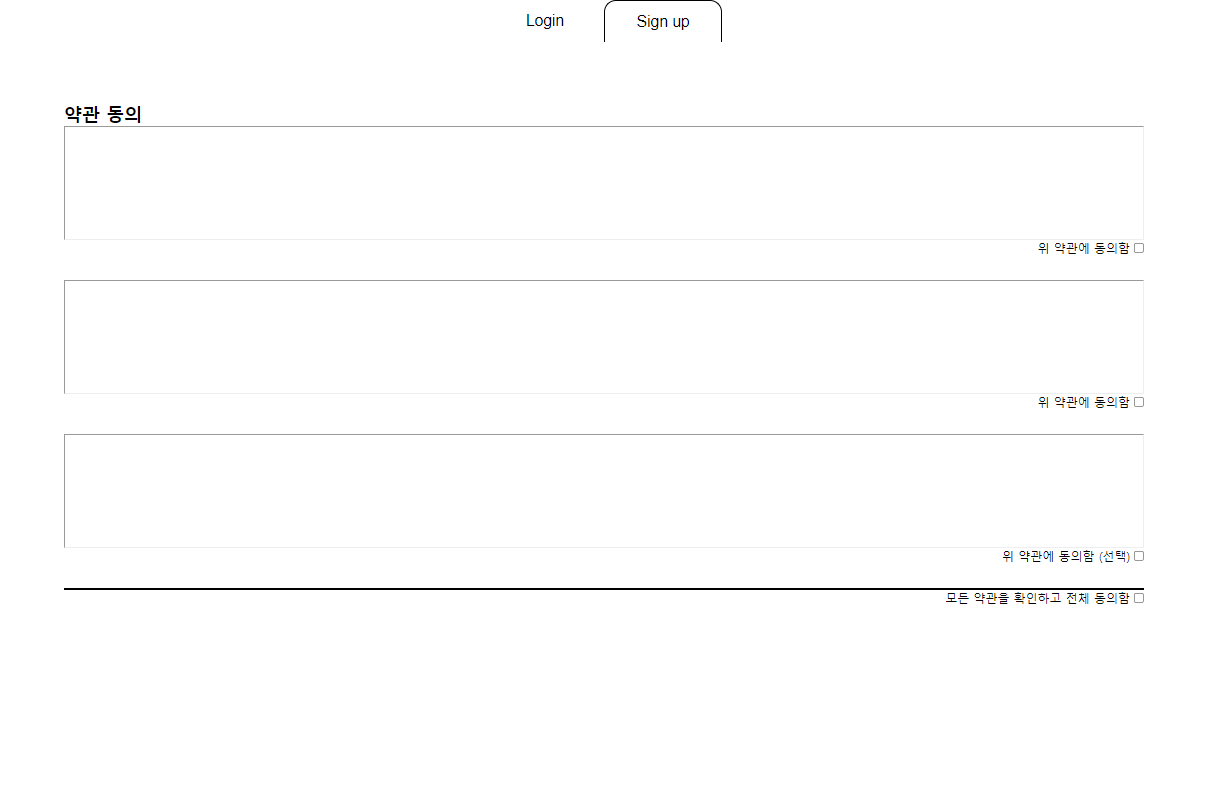 Login
Sign up
약관 동의
위 약관에 동의함
위 약관에 동의함
위 약관에 동의함 (선택)
모든 약관을 확인하고 전체 동의함